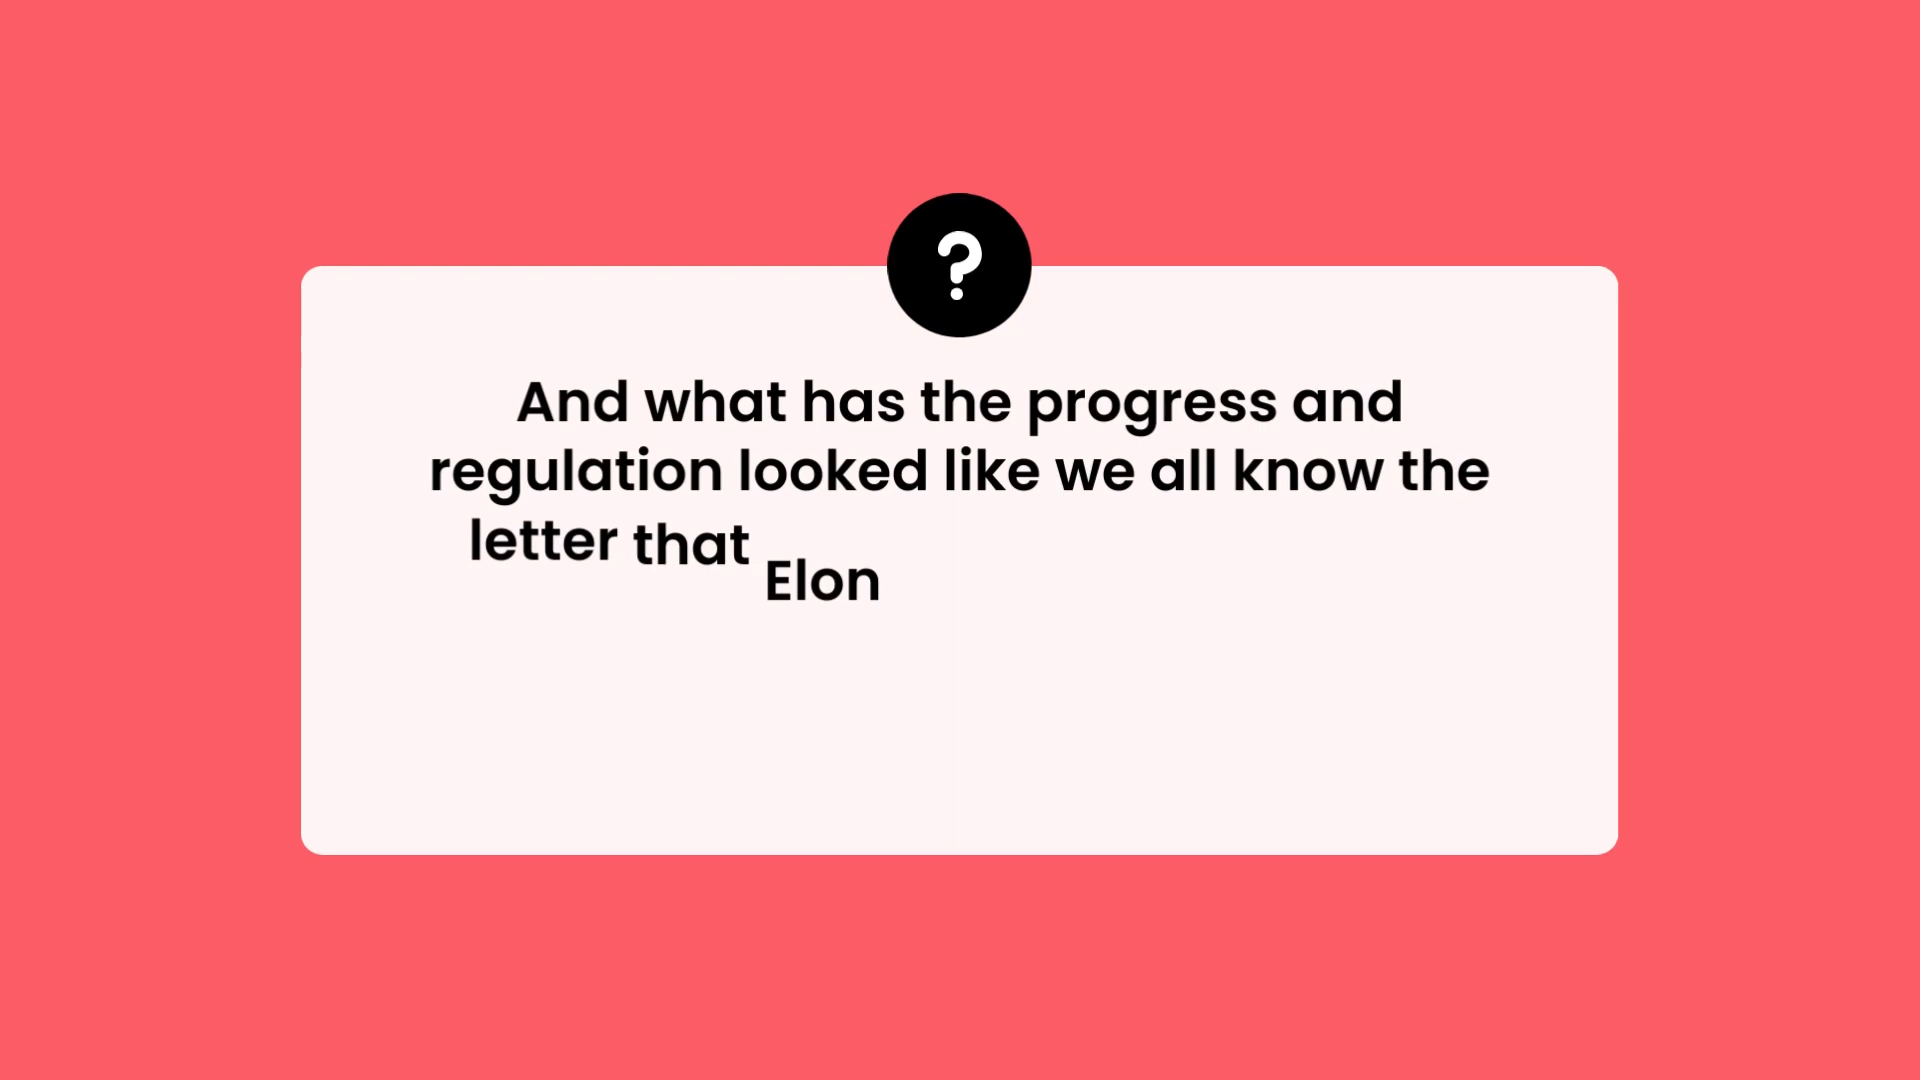 ?
And what has the progress and
regulation looked like we all know the
letter that Elon